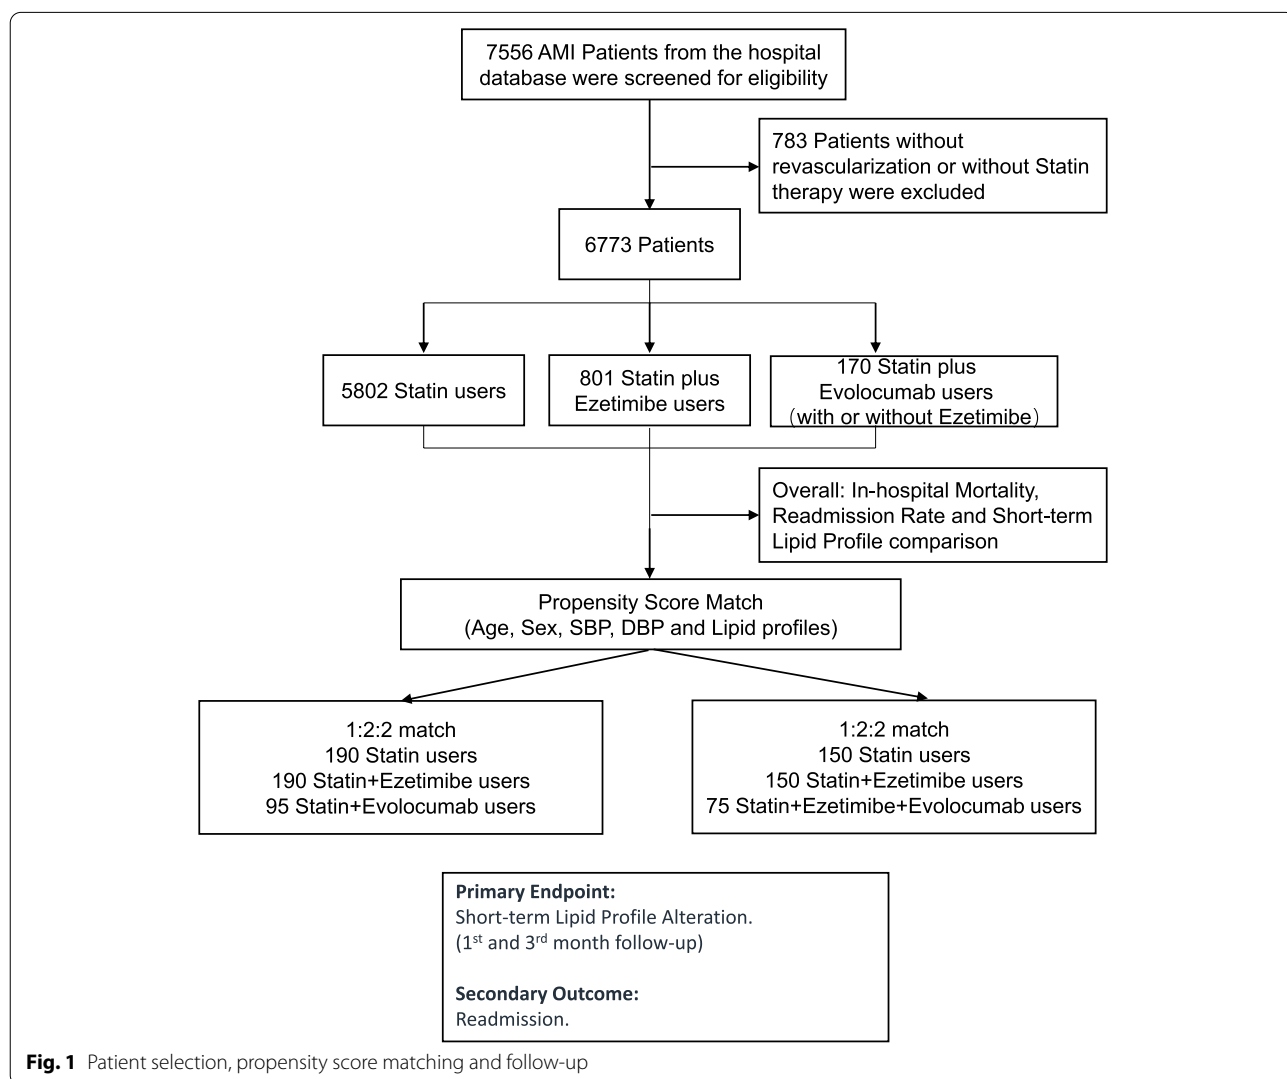 7556 AMI Patients from the hospital
database were screened for eligibility
783 Patients without
revascularization or without Statin
therapy were excluded
6773 Patients
5802 Statin users
801 Statin plus
Ezetimibe users
170 Statin plus
Evolocumab users
(with or without Ezetimibe)
Overall: In-hospital Mortality,
Readmission Rate and Short-term
Lipid Profile comparison
Propensity Score Match
(Age, Sex, SBP, DBP and Lipid profiles)
1:2:2 match
190 Statin users
190 Statin+Ezetimibe users
95 Statin+Evolocumab users
1:2:2 match
150 Statin users
150 Statin+Ezetimibe users
75 Statin+Ezetimibe+Evolocumab users
Primary Endpoint:
Short-term Lipid Profile Alteration.
(1st and 3rd month follow-up)
Secondary Outcome:
Readmission.
Fig. 1 Patient selection, propensity score matching and follow-up